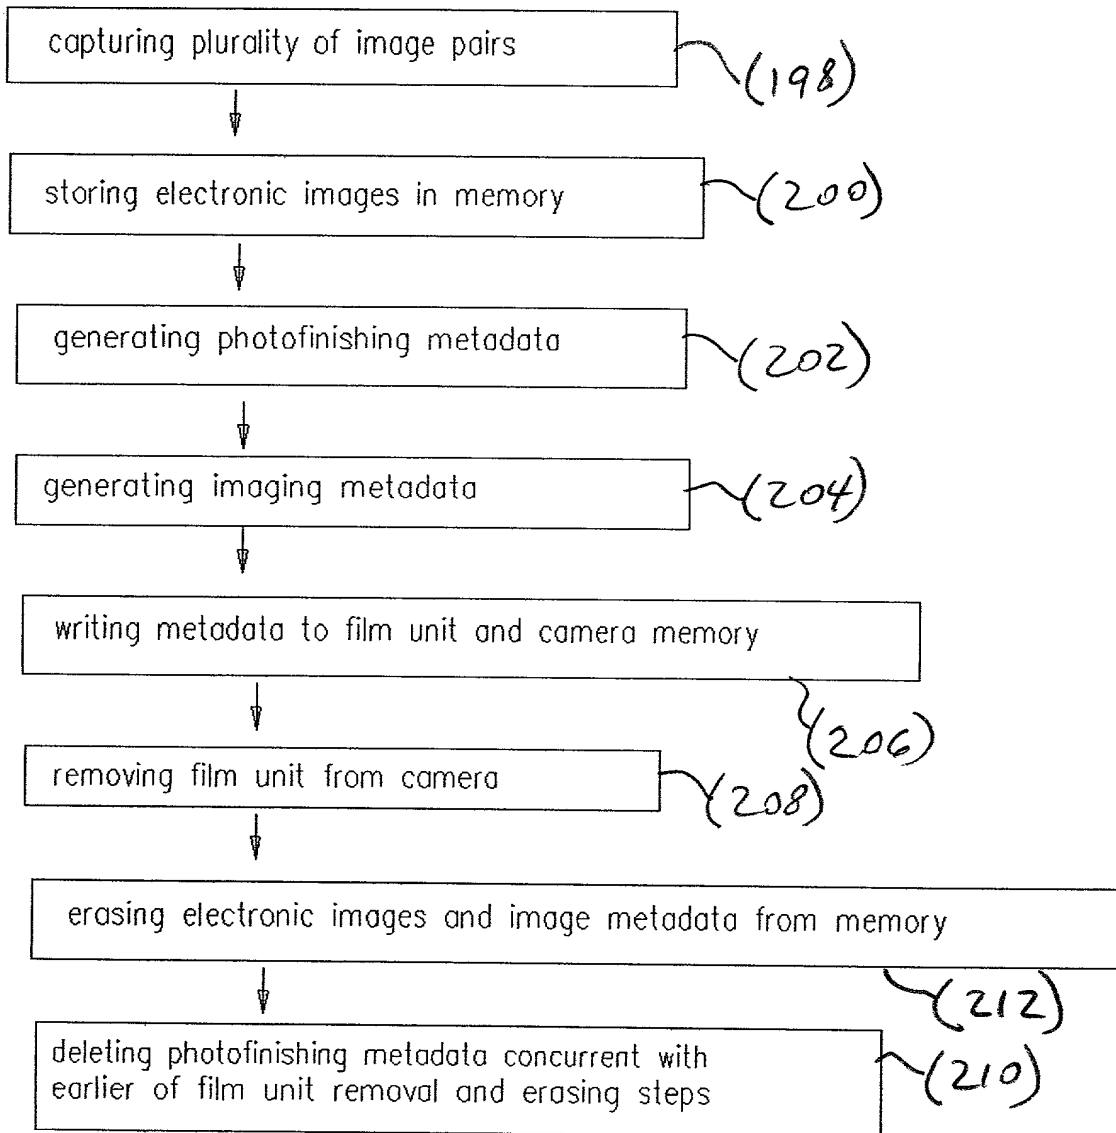 capturing plurality of image pairs
(198)
storing electronic images in memory
(200)
generating photofinishing metadata
(202)
generating imaging metadata
(204)
writing metadata to film unit and camera memory
(206)
removing film unit from camera
(208)
erasing electronic images and image metadata from memory
(212)
deleting photofinishing metadata concurrent with
earlier of film unit removal and erasing steps
(210)